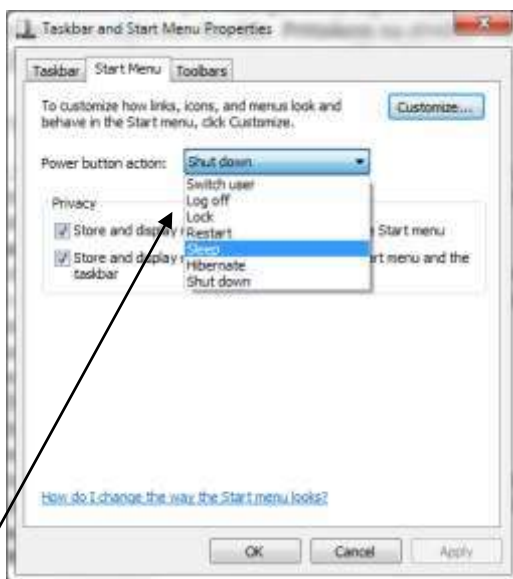 Taskbar and Start Menu Properties
Taskbar
Start Menu
Toolbars
To customize how links, icons, and menus look and
behave in the Start menu, click Customize.
Customize...
Power button action:
Shut down
Switch user
Log off
Lock
Restart
Sleep
Hibernate
Shut down
Privacy
Store and display
Start menu
Store and display
menu and the
taskbar
How do I change the way the Start menu looks?
OK
Cancel
Apply